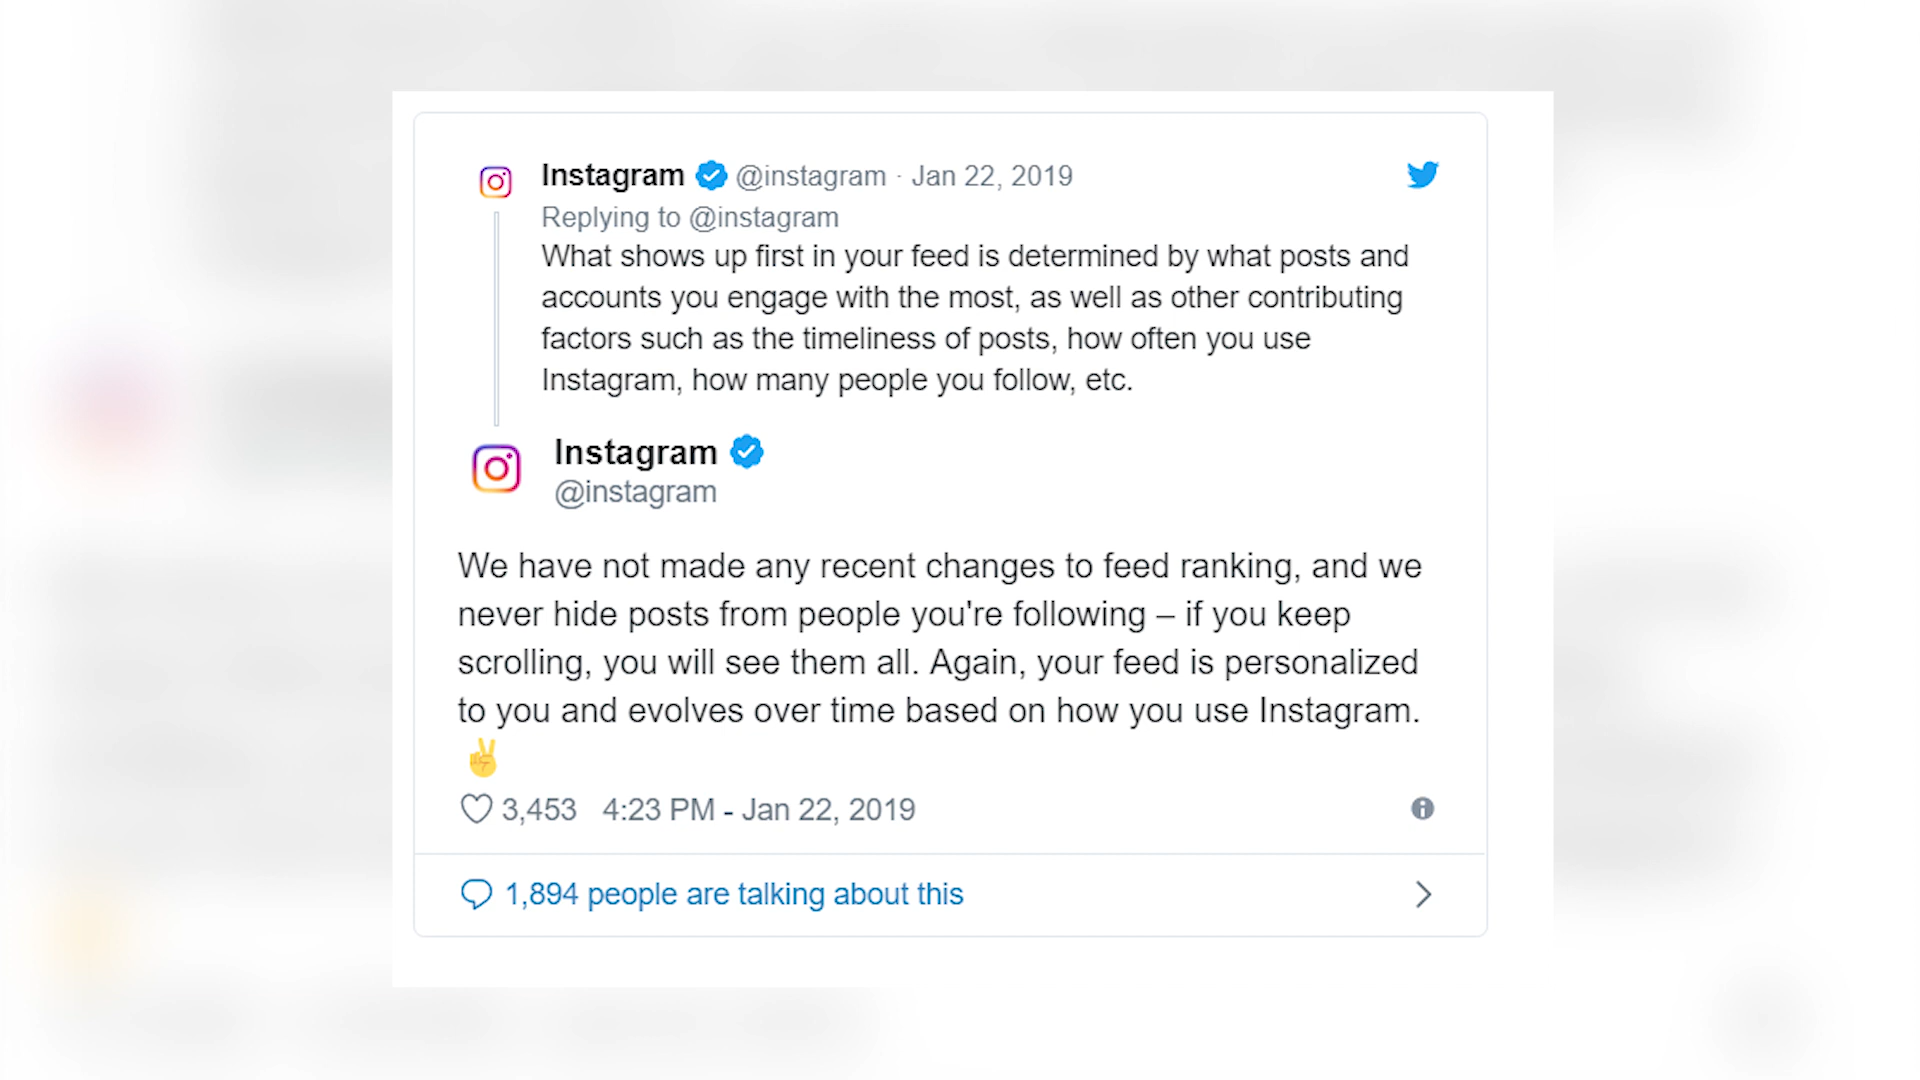 Instagram @instagram · Jan 22, 2019
Replying to @instagram
What shows up first in your feed is determined by what posts and
accounts you engage with the most, as well as other contributing
factors such as the timeliness of posts, how often you use
Instagram, how many people you follow, etc.
Instagram
@instagram
We have not made any recent changes to feed ranking, and we
never hide posts from people you're following – if you keep
scrolling, you will see them all. Again, your feed is personalized
to you and evolves over time based on how you use Instagram.
✌
3,453 4:23 PM - Jan 22, 2019
1,894 people are talking about this